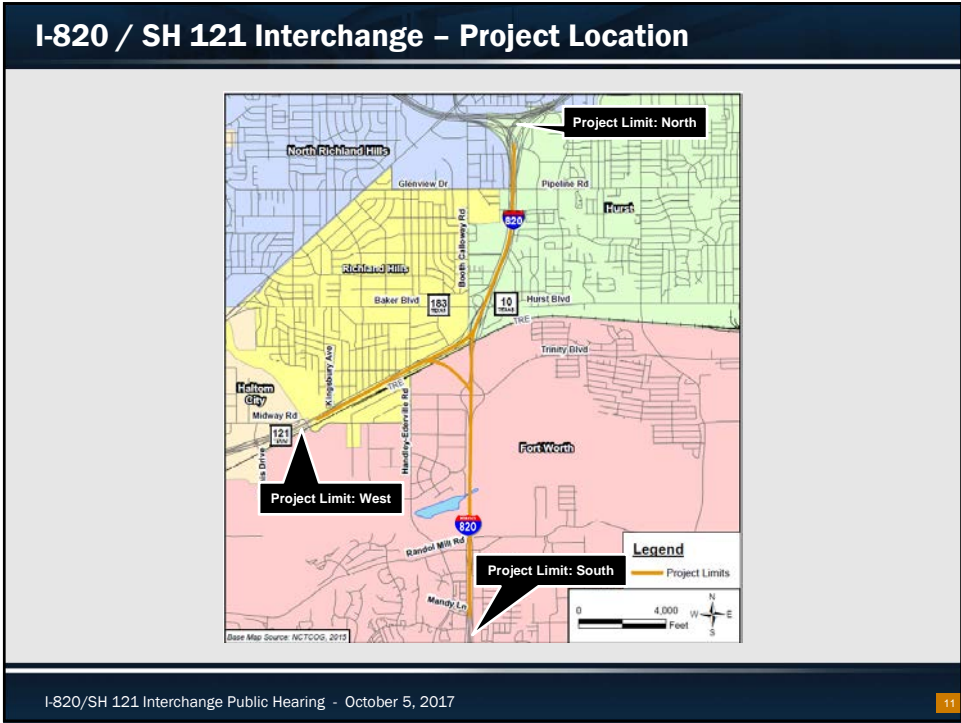 I-820 / SH 121 Interchange – Project Location
Project Limit: North
North Richland Hills
Glenview Dr
Pipeline Rd
Hurst
820
Booth Calloway Rd
Richland Hills
Baker Blvd
183
TEXAS
10
TEXAS
Hurst Blvd
TRE
Trinity Blvd
Kingsbury Ave
TRE
Haltom
City
Midway Rd
121
TEXAS
Handley-Ederville Rd
Fort Worth
Drive
Project Limit: West
820
Randol Mill Rd
Project Limit: South
Mandy Ln
Legend
Project Limits
0
4,000
Feet
N
W
E
S
Base Map Source: NCTCOG, 2015
I-820/SH 121 Interchange Public Hearing - October 5, 2017
11